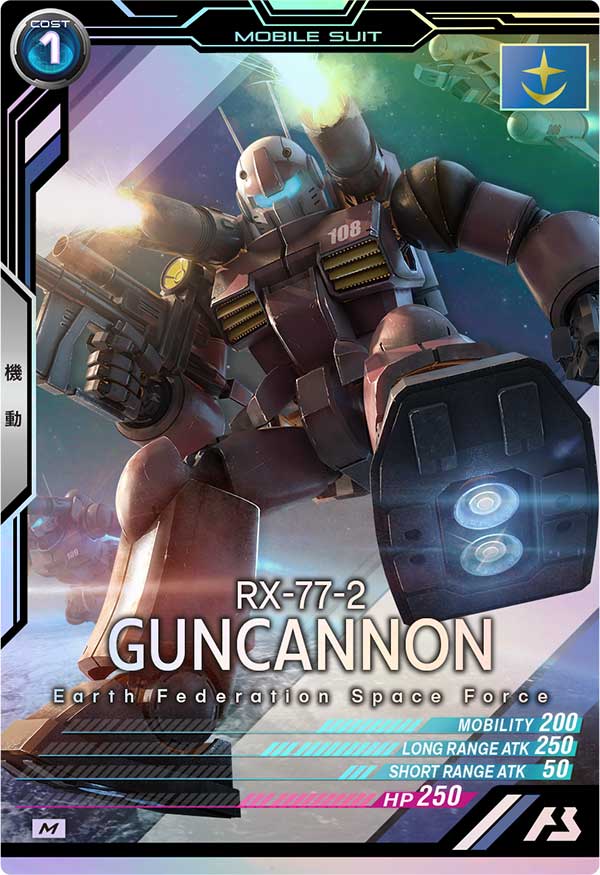 COST
1
MOBILE SUIT
108
機動
108
RX-77-2
GUNCANNON
Earth Federation Space Force
MOBILITY 200
LONG RANGE ATK 250
SHORT RANGE ATK 50
HP 250
M